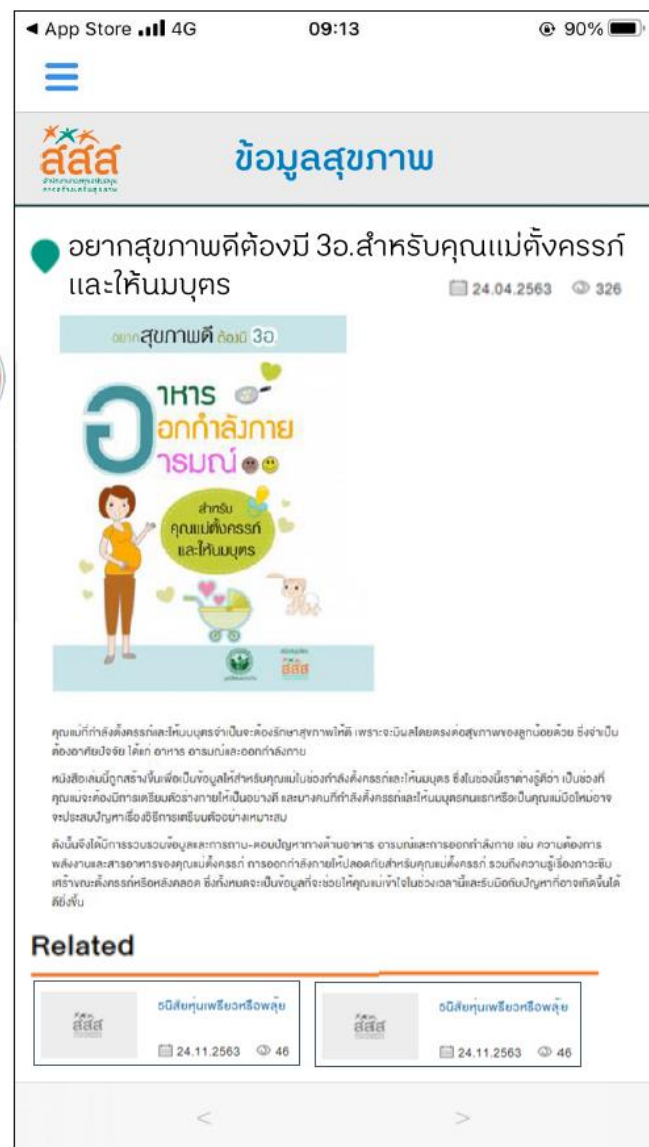 App Store 4G 09:13 90%
สสส
ข้อมูลสุขภาพ
อยากสุขภาพดีต้องมี 3อ.สำหรับคุณแม่ตั้งครรภ์
และให้นมบุตร
24.04.2563 326
อยากสุขภาพดี ต้องมี 3อ.
อาหาร
ออกกำลังกาย
อารมณ์
สำหรับ
คุณแม่ตั้งครรภ์
และให้นมบุตร
สสส
คุณแม่ที่กำลังตั้งครรภ์และให้นมบุตรจำเป็นจะต้องรักษาสุขภาพให้ดี เพราะจะมีผลโดยตรงต่อสุขภาพของลูกน้อยด้วย ซึ่งจำเป็น
ต้องอาศัยปัจจัย ได้แก่ อาหาร อารมณ์และออกกำลังกาย
หนังสือเล่มนี้ถูกสร้างขึ้นเพื่อเป็นข้อมูลให้สำหรับคุณแม่ในช่วงกำลังตั้งครรภ์และให้นมบุตร ซึ่งในช่วงนี้เราต่างรู้ดีว่า เป็นช่วงที่
คุณแม่จะต้องมีการเตรียมตัวร่างกายให้เป็นอย่างดี และบางคนที่กำลังตั้งครรภ์และให้นมบุตรคนแรกหรือเป็นคุณแม่มือใหม่อาจ
จะประสบปัญหาเรื่องวิธีการเตรียมตัวอย่างเหมาะสม
ดังนั้นจึงได้มีการรวบรวมข้อมูลและการถาม-ตอบปัญหาทางด้านอาหาร อารมณ์และการออกกำลังกาย เช่น ความต้องการ
พลังงานและสารอาหารของคุณแม่ตั้งครรภ์ การออกกำลังกายให้ปลอดภัยสำหรับคุณแม่ตั้งครรภ์ รวมถึงความรู้เรื่องภาวะซึม
เศร้าขณะตั้งครรภ์หรือหลังคลอด ซึ่งทั้งหมดจะเป็นข้อมูลที่จะช่วยให้คุณแม่เข้าใจในช่วงเวลานี้และรับมือกับปัญหาที่อาจเกิดขึ้นได้
ดียิ่งขึ้น
Related
สสส
นิสัยหุ่นเพรียวหรือพลุ้ย
24.11.2563 46
สสส
นิสัยหุ่นเพรียวหรือพลุ้ย
24.11.2563 46
< >